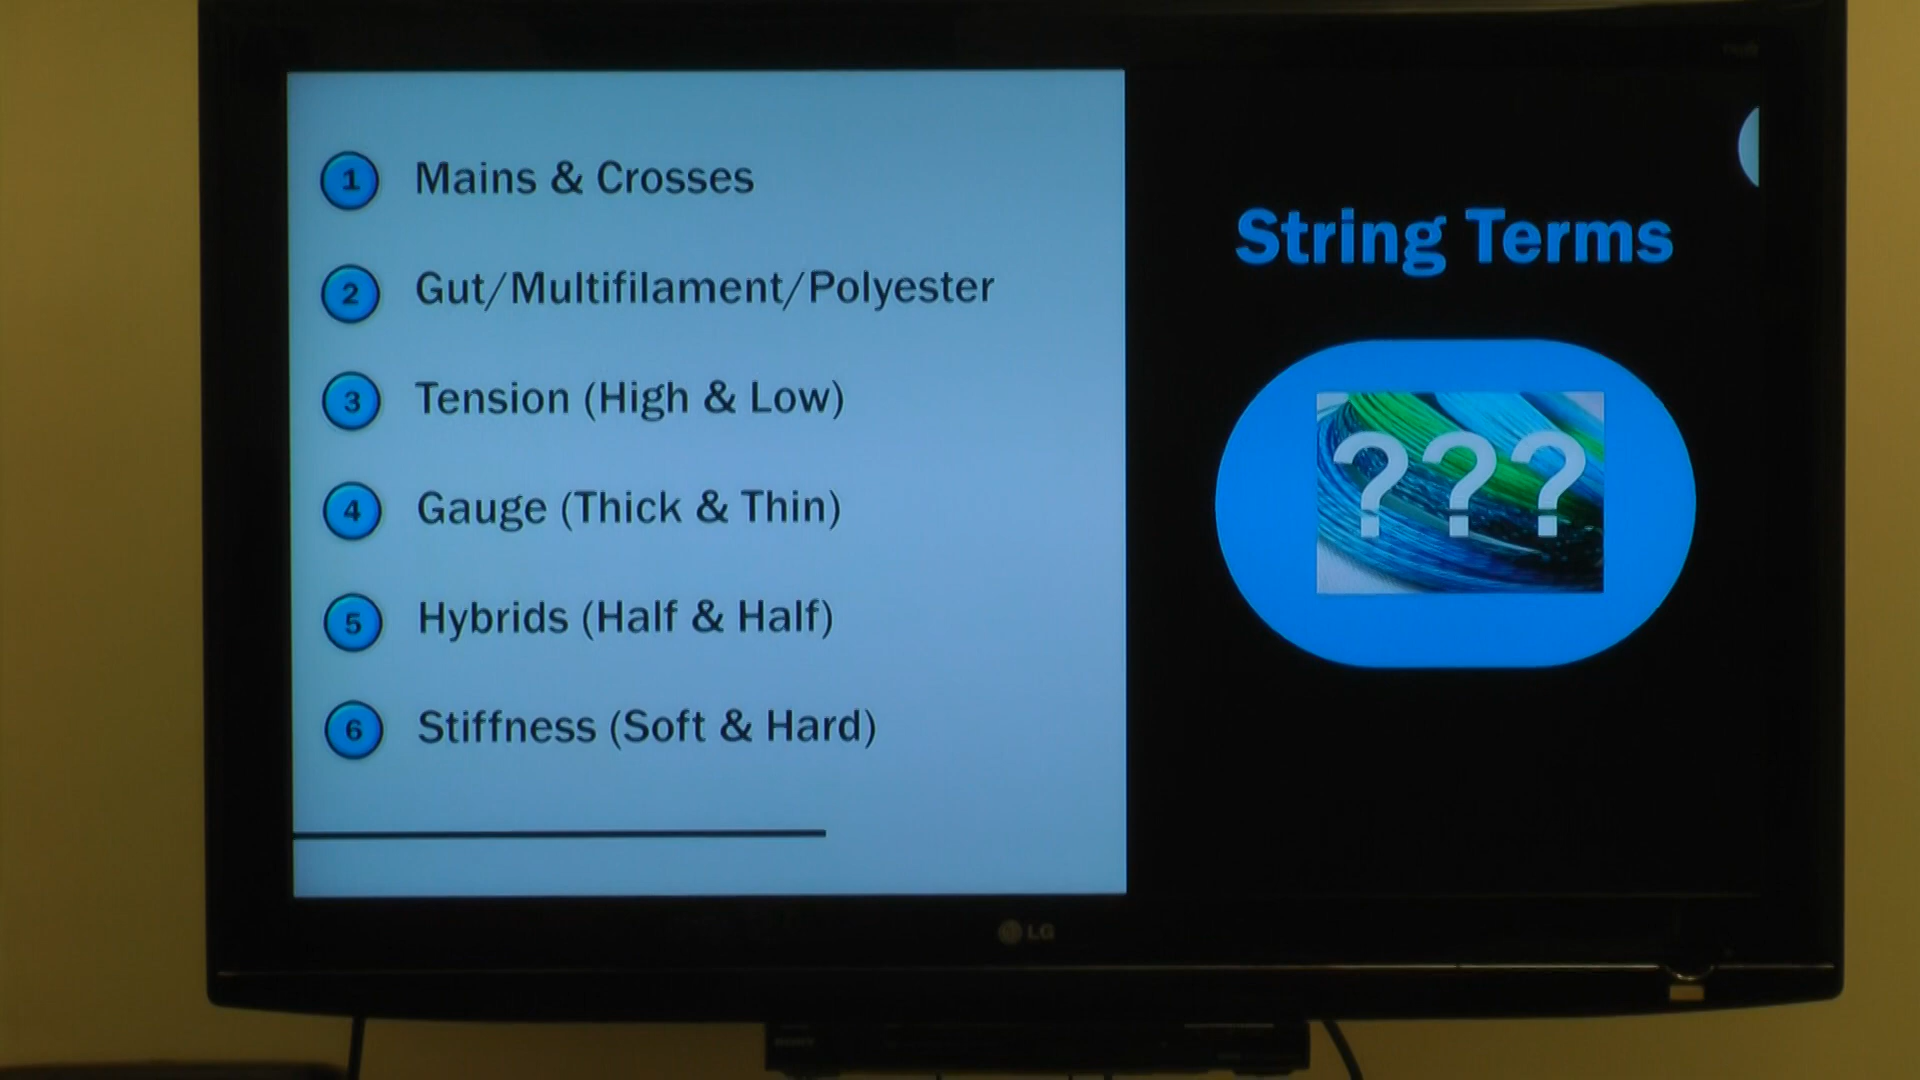 1 Mains & Crosses
2 Gut/Multifilament/Polyester
3 Tension (High & Low)
4 Gauge (Thick & Thin)
5 Hybrids (Half & Half)
6 Stiffness (Soft & Hard)
String Terms
???
LG
SONY